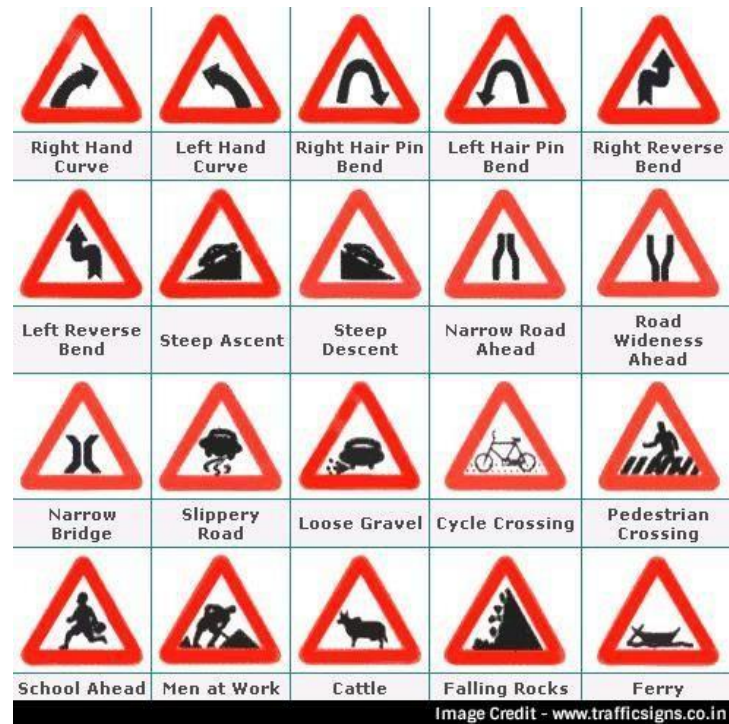 Right Hand Curve
Left Hand Curve
Right Hair Pin Bend
Left Hair Pin Bend
Right Reverse Bend
Left Reverse Bend
Steep Ascent
Steep Descent
Narrow Road Ahead
Road Wideness Ahead
Narrow Bridge
Slippery Road
Loose Gravel
Cycle Crossing
Pedestrian Crossing
School Ahead
Men at Work
Cattle
Falling Rocks
Ferry
Image Credit - www.trafficsigns.co.in